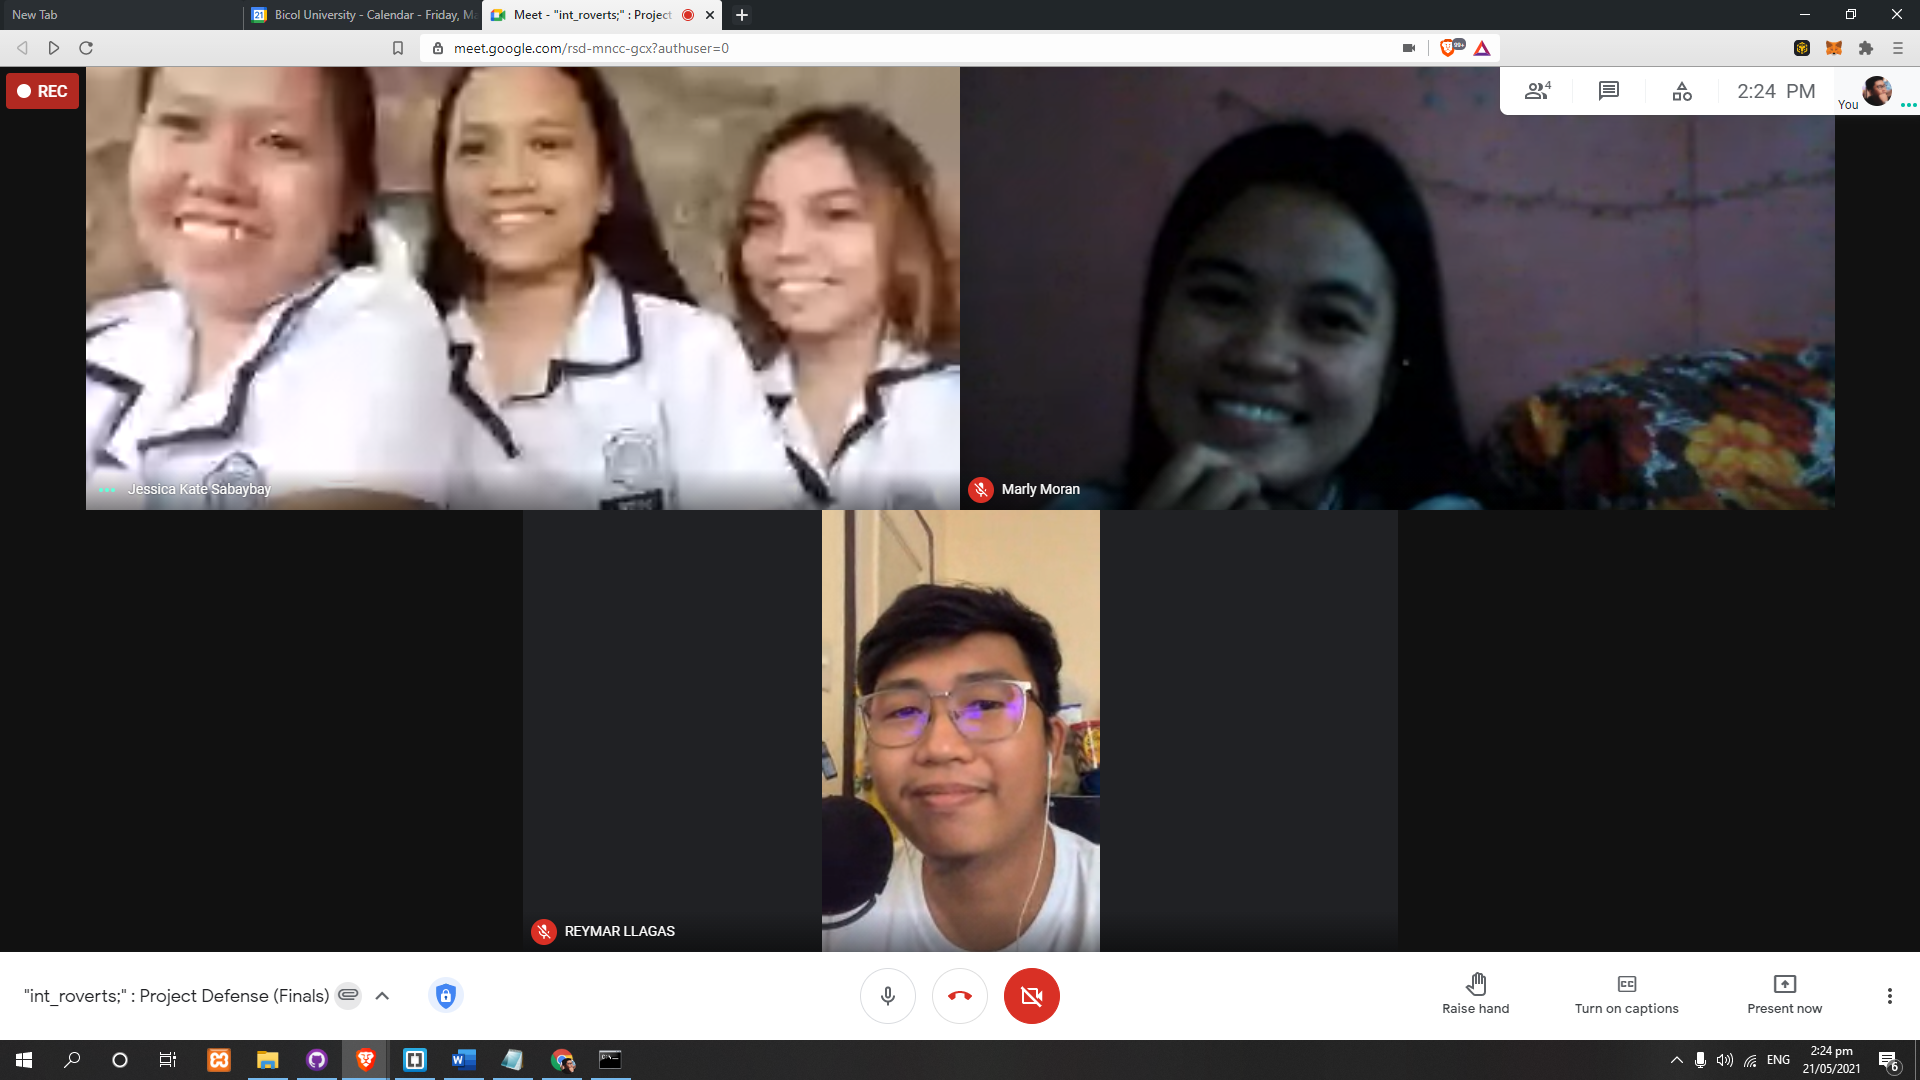 New Tab
Bicol University - Calendar - Friday, M
Meet - "int_roverts;" : Project
meet.google.com/rsd-mncc-gcx?authuser=0
99+
REC
4
2:24 PM
You
Jessica Kate Sabaybay
Marly Moran
REYMAR LLAGAS
"int_roverts;" : Project Defense (Finals)
Raise hand
CC
Turn on captions
Present now
ENG
2:24 pm
21/05/2021
6